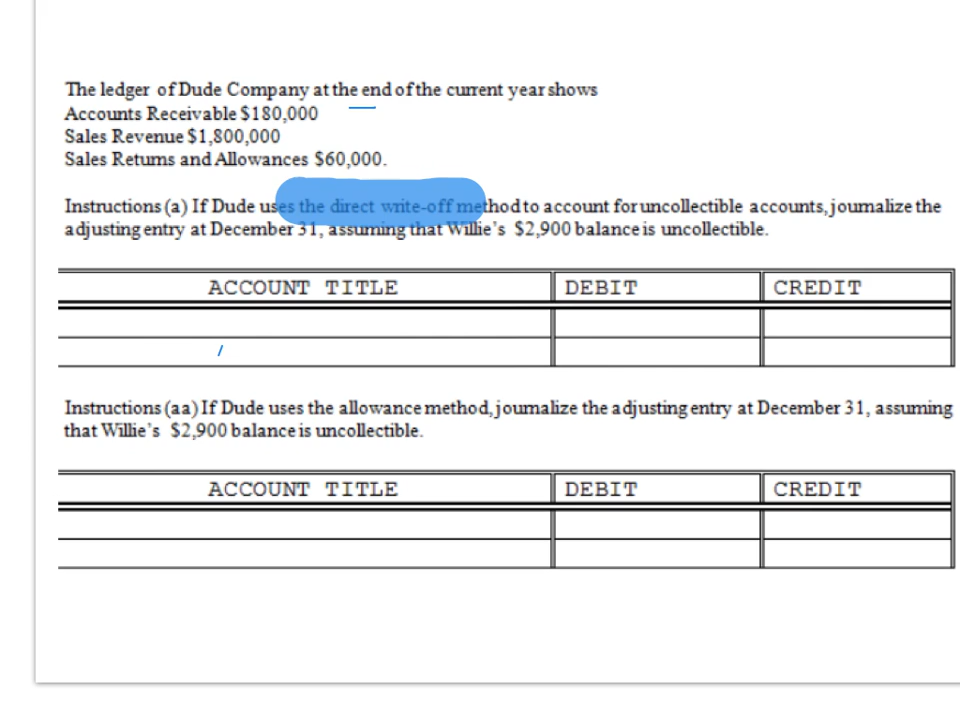 The ledger of Dude Company at the end of the current year shows
Accounts Receivable $180,000
Sales Revenue $1,800,000
Sales Returns and Allowances $60,000.
Instructions (a) If Dude uses the direct write-off method to account for uncollectible accounts, journalize the
adjusting entry at December 31, assuming that Willie's $2,900 balance is uncollectible.
ACCOUNT TITLE DEBIT CREDIT
Instructions (aa) If Dude uses the allowance method, journalize the adjusting entry at December 31, assuming
that Willie's $2,900 balance is uncollectible.
ACCOUNT TITLE DEBIT CREDIT